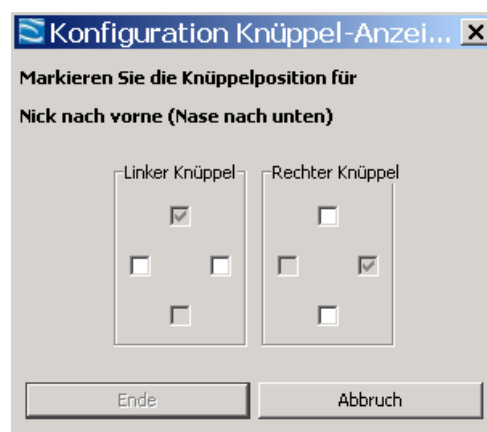 Konfiguration Knüppel-Anzei...
Markieren Sie die Knüppelposition für
Nick nach vorne (Nase nach unten)
Linker Knüppel
Rechter Knüppel
Ende
Abbruch